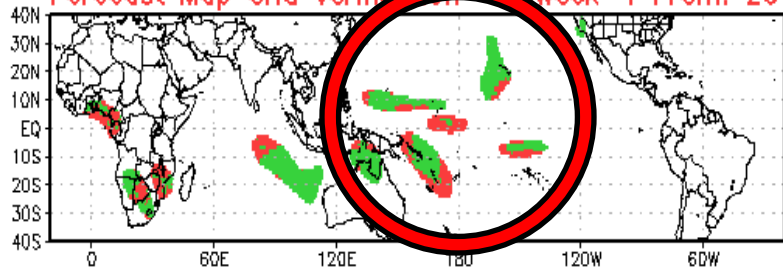 Forecast Map and Verification Week-1 from: 20
40N
30N
20N
10N
EQ
10S
20S
30S
40S
0 60E 120E 180 120W 60W